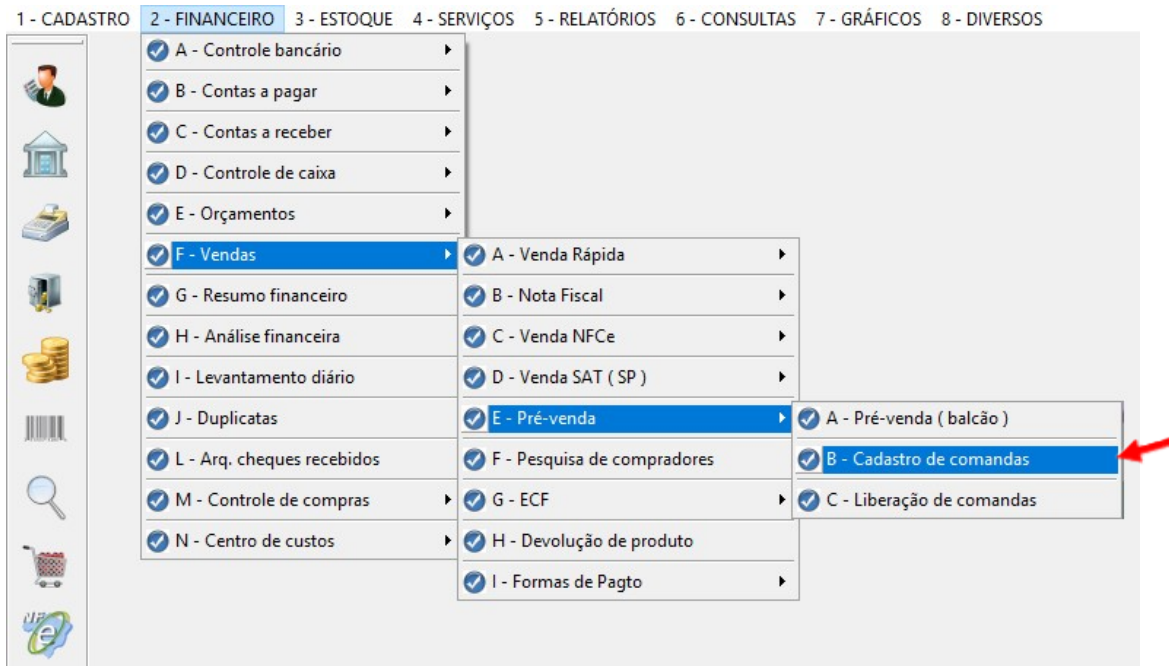 1 - CADASTRO 2 - FINANCEIRO 3 - ESTOQUE 4 - SERVIÇOS 5 - RELATÓRIOS 6 - CONSULTAS 7 - GRÁFICOS 8 - DIVERSOS
A - Controle bancário
B - Contas a pagar
C - Contas a receber
D - Controle de caixa
E - Orçamentos
F - Vendas
G - Resumo financeiro
H - Análise financeira
I - Levantamento diário
J - Duplicatas
L - Arq. cheques recebidos
M - Controle de compras
N - Centro de custos
A - Venda Rápida
B - Nota Fiscal
C - Venda NFCe
D - Venda SAT ( SP )
E - Pré-venda
F - Pesquisa de compradores
G - ECF
H - Devolução de produto
I - Formas de Pagto
A - Pré-venda ( balcão )
B - Cadastro de comandas
C - Liberação de comandas
NF
e